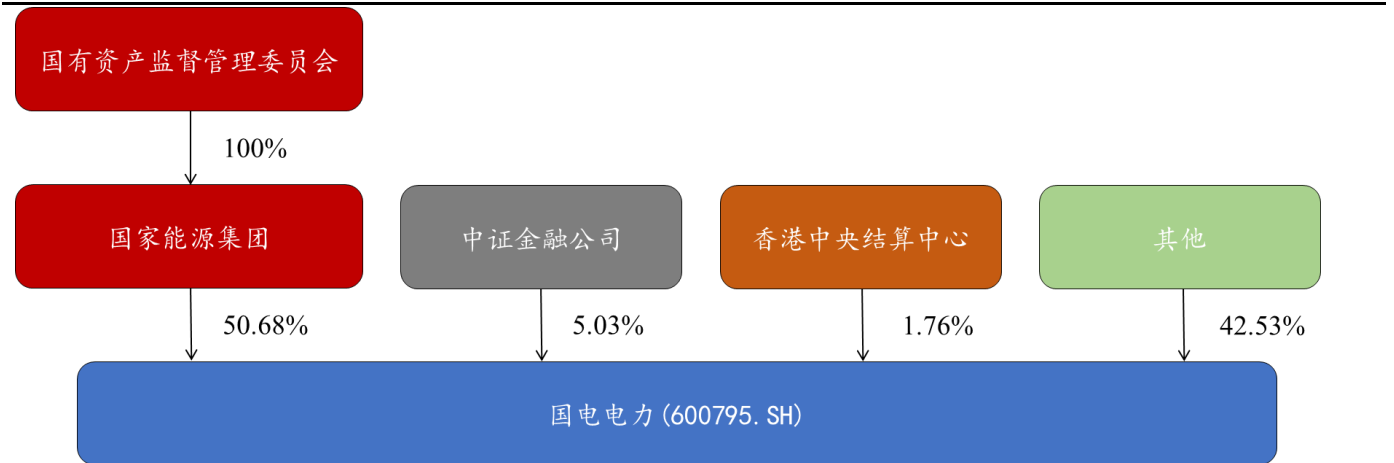 国有资产监督管理委员会
100%
国家能源集团
中证金融公司
香港中央结算中心
其他
50.68%
5.03%
1.76%
42.53%
国电电力(600795.SH)